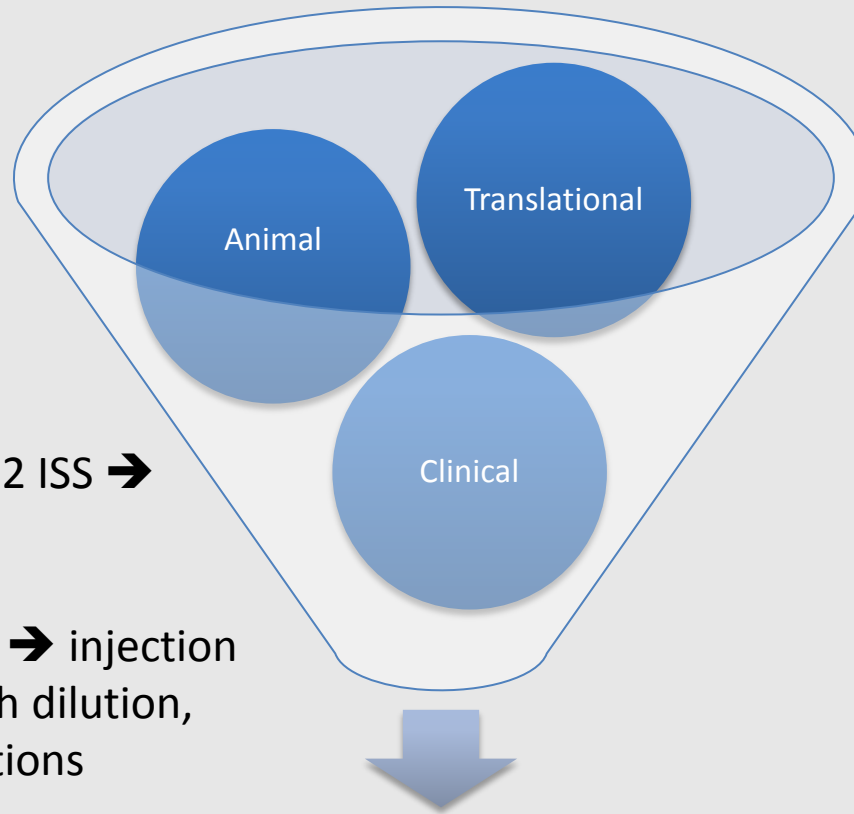 Translational
Animal
2 ISS ➔
Clinical
➔ injection
h dilution,
tions